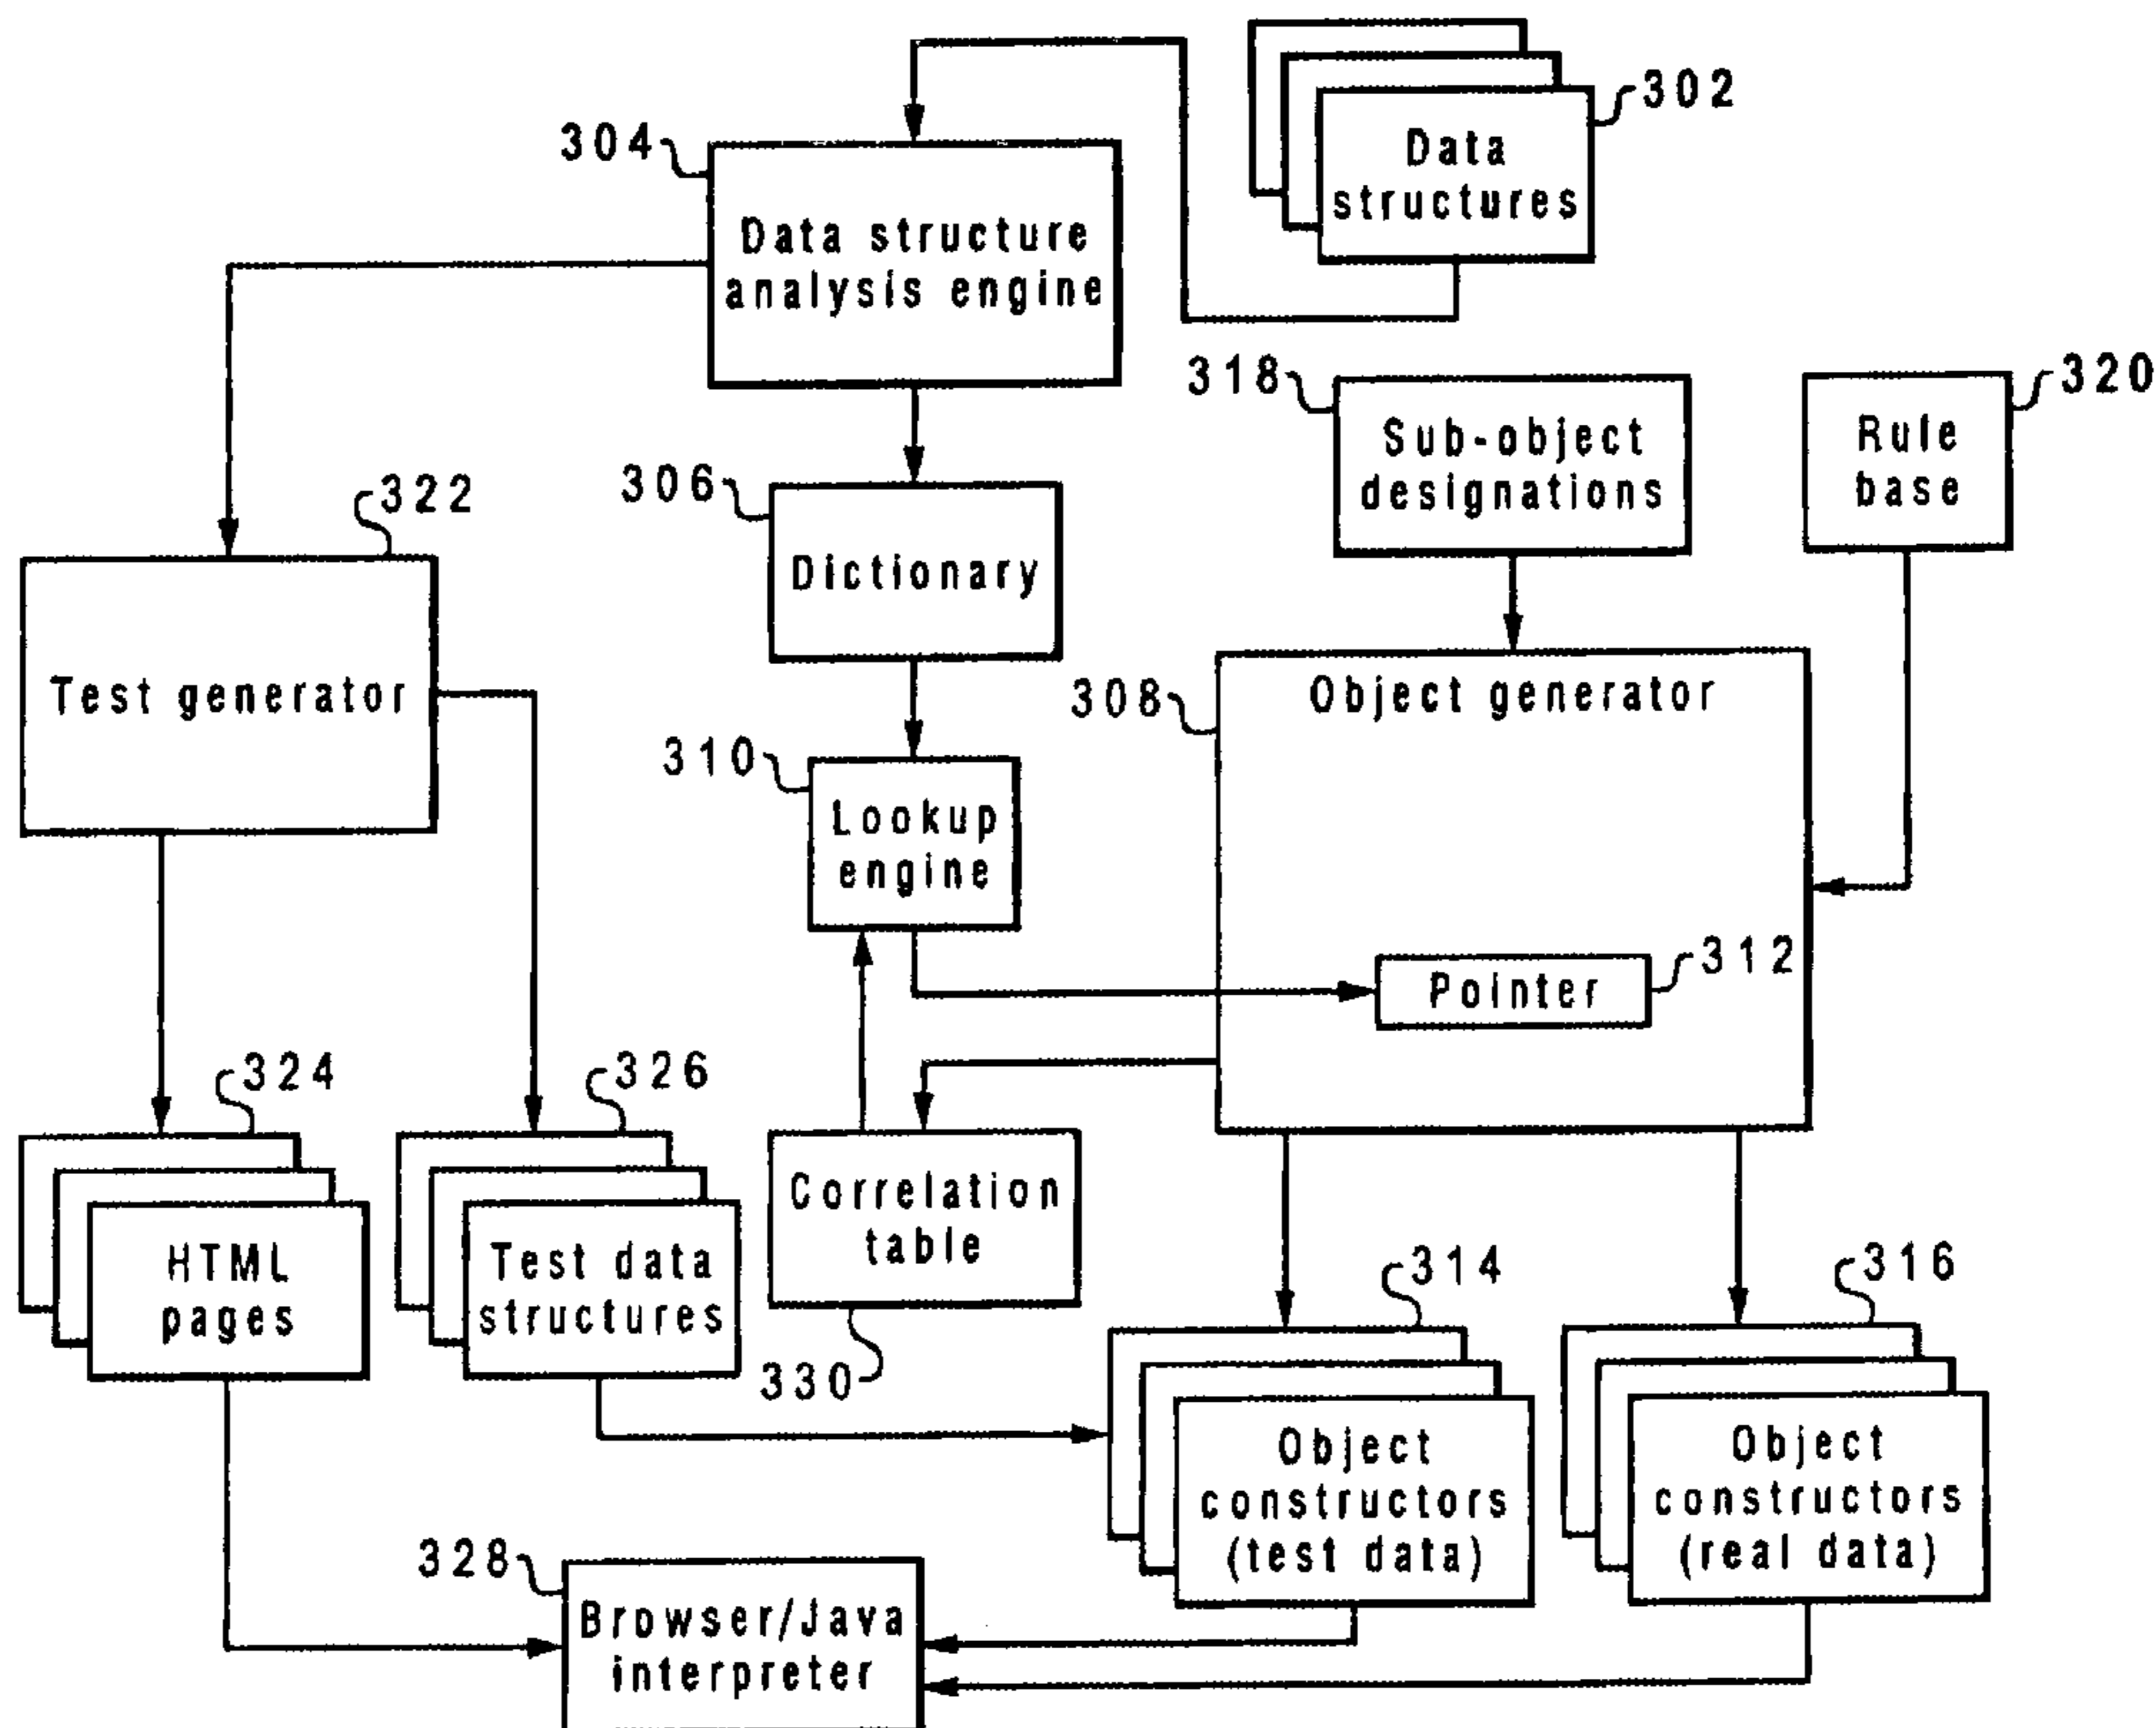 302
Data
structures
304
Data structure
analysis engine
318
Sub-object
designations
320
Rule
base
322
306
Dictionary
Test generator
308
Object generator
310
Lookup
engine
312
Pointer
324
HTML
pages
326
Test data
structures
Correlation
table
330
314
Object
constructors
(test data)
316
Object
constructors
(real data)
328
Browser/Java
interpreter